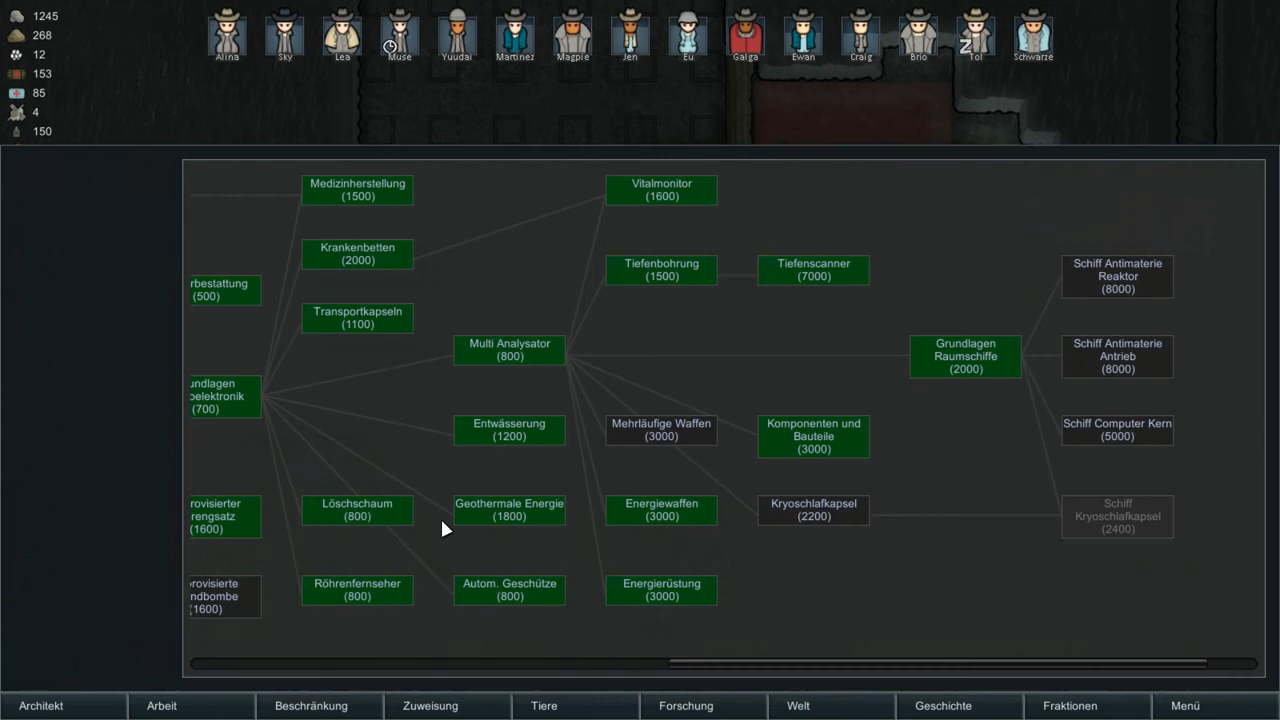 1245
268
12
153
85
4
150
Alina
Sky
Lea
Muse
Yuudai
Martinez
Magpie
Jen
Eu
Galga
Ewan
Craig
Brio
Z
Tol
Schwarze
Medizinherstellung
(1500)
Vitalmonitor
(1600)
Krankenbetten
(2000)
Tiefenbohrung
(1500)
Tiefenscanner
(7000)
Schiff Antimaterie
Reaktor
(8000)
rbestattung
(500)
Transportkapseln
(1100)
Multi Analysator
(800)
Grundlagen
Raumschiffe
(2000)
Schiff Antimaterie
Antrieb
(8000)
undlagen
oelektronik
(700)
Entwässerung
(1200)
Mehrläufige Waffen
(3000)
Komponenten und
Bauteile
(3000)
Schiff Computer Kern
(5000)
rovisierter
rengsatz
(1600)
Löschschaum
(800)
Geothermale Energie
(1800)
Energiewaffen
(3000)
Kryoschlafkapsel
(2200)
Schiff
Kryoschlafkapsel
(2400)
provisierte
ndbombe
(1600)
Röhrenfernseher
(800)
Autom. Geschütze
(800)
Energierüstung
(3000)
Architekt
Arbeit
Beschränkung
Zuweisung
Tiere
Forschung
Welt
Geschichte
Fraktionen
Menü